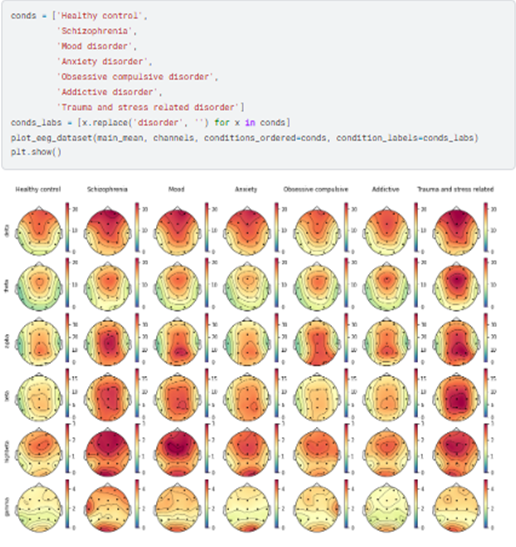 conds = ['Healthy control',
'Schizophrenia',
'Mood disorder',
'Anxiety disorder',
'Obsessive compulsive disorder',
'Addictive disorder',
'Trauma and stress related disorder']
conds_labs = [x.replace('disorder', '') for x in conds]
plot_eeg_dataset(main_mean, channels, conditions_ordered=conds, condition_labels=conds_labs)
plt.show()
Healthy control Schizophrenia Mood Anxiety Obsessive compulsive Addictive Trauma and stress related
delta
theta
alpha
beta
highbeta
gamma